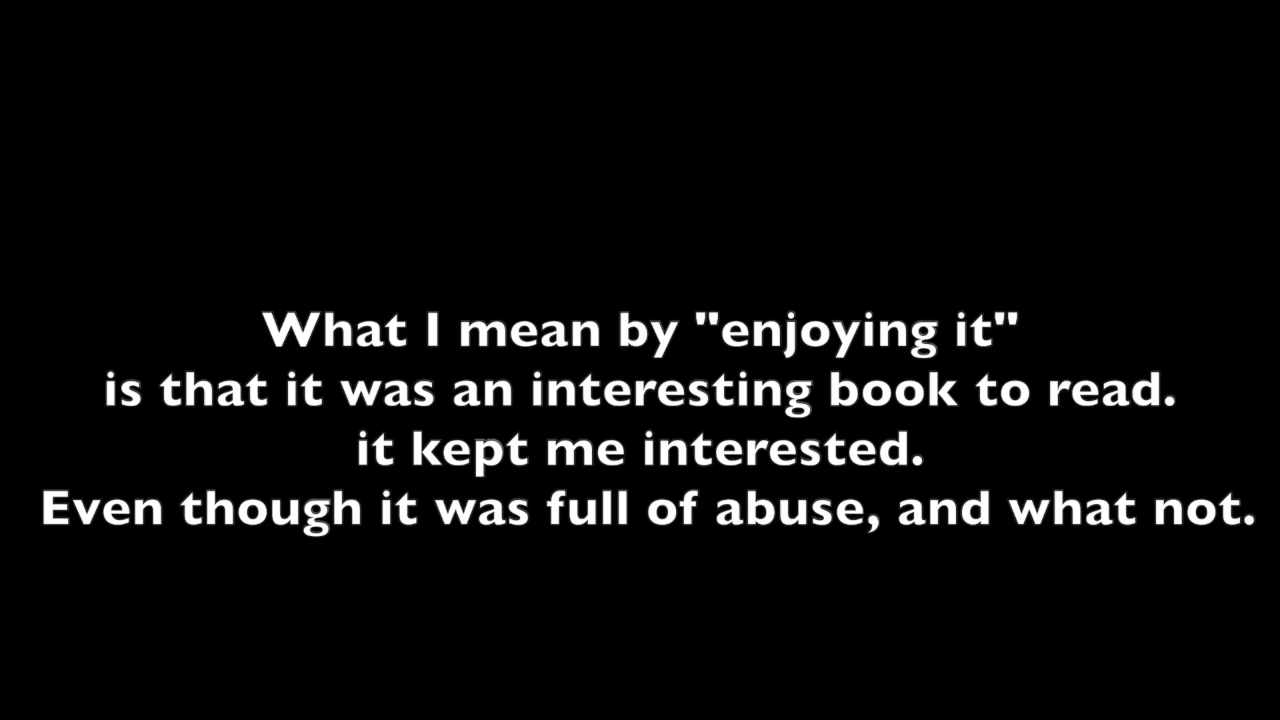 What I mean by "enjoying it"
is that it was an interesting book to read.
it kept me interested.
Even though it was full of abuse, and what not.